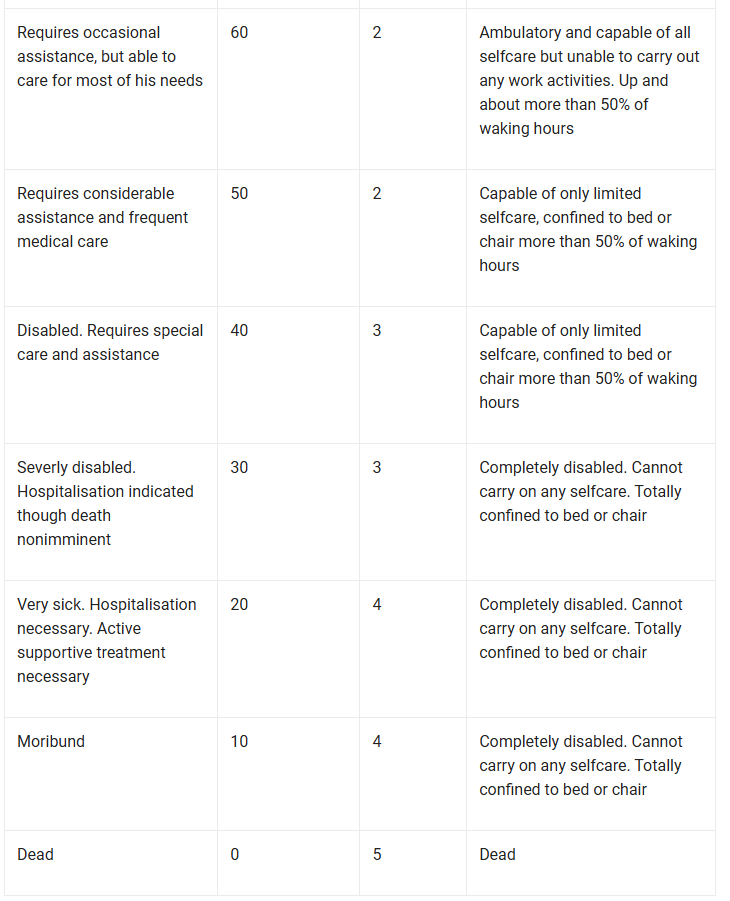 Requires occasional
assistance, but able to
care for most of his needs
60
2
Ambulatory and capable of all
selfcare but unable to carry out
any work activities. Up and
about more than 50% of
waking hours
Requires considerable
assistance and frequent
medical care
50
2
Capable of only limited
selfcare, confined to bed or
chair more than 50% of waking
hours
Disabled. Requires special
care and assistance
40
3
Capable of only limited
selfcare, confined to bed or
chair more than 50% of waking
hours
Severly disabled.
Hospitalisation indicated
though death
nonimminent
30
3
Completely disabled. Cannot
carry on any selfcare. Totally
confined to bed or chair
Very sick. Hospitalisation
necessary. Active
supportive treatment
necessary
20
4
Completely disabled. Cannot
carry on any selfcare. Totally
confined to bed or chair
Moribund
10
4
Completely disabled. Cannot
carry on any selfcare. Totally
confined to bed or chair
Dead
0
5
Dead